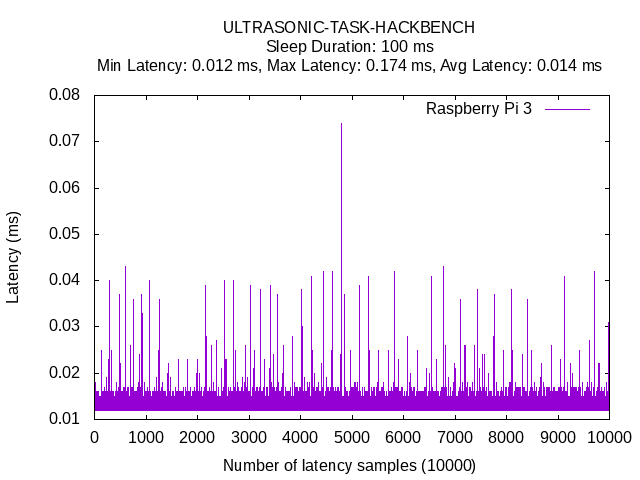 ULTRASONIC-TASK-HACKBENCH
Sleep Duration: 100 ms
Min Latency: 0.012 ms, Max Latency: 0.174 ms, Avg Latency: 0.014 ms
Raspberry Pi 3
Latency (ms)
0.08
0.07
0.06
0.05
0.04
0.03
0.02
0.01
0 1000 2000 3000 4000 5000 6000 7000 8000 9000 10000
Number of latency samples (10000)